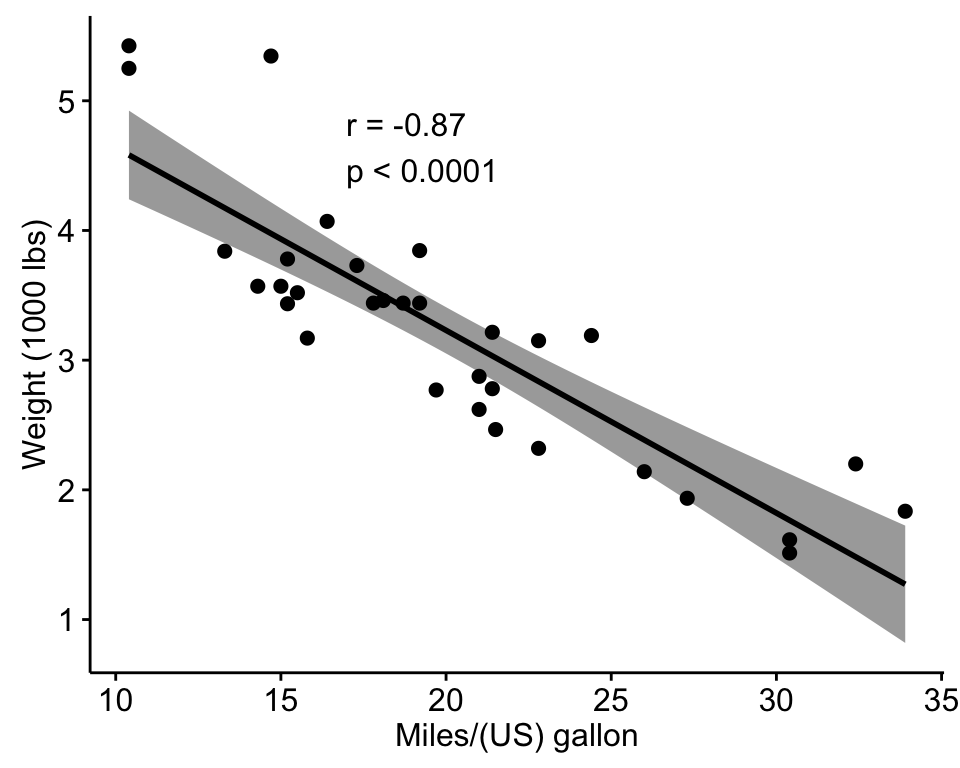 r = -0.87
p < 0.0001
Weight (1000 lbs)
5
4
3
2
1
10 15 20 25 30 35
Miles/(US) gallon